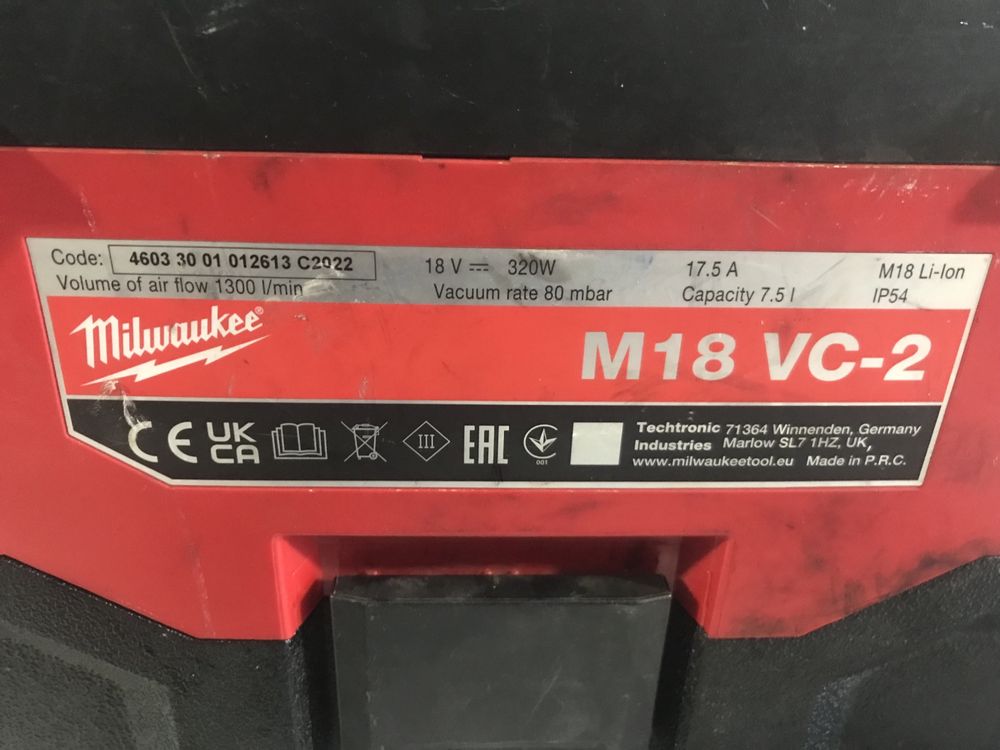 Code: 4603 30 01 012613 C2022 18 V 320W 17.5 A M18 Li-Ion
Volume of air flow 1300 l/min Vacuum rate 80 mbar Capacity 7.5 l IP54
Milwaukee®
M18 VC-2
CE UK CA III EAC 001
Techtronic 71364 Winnenden, Germany
Industries Marlow SL7 1HZ, UK,
www.milwaukeetool.eu Made in P.R.C.